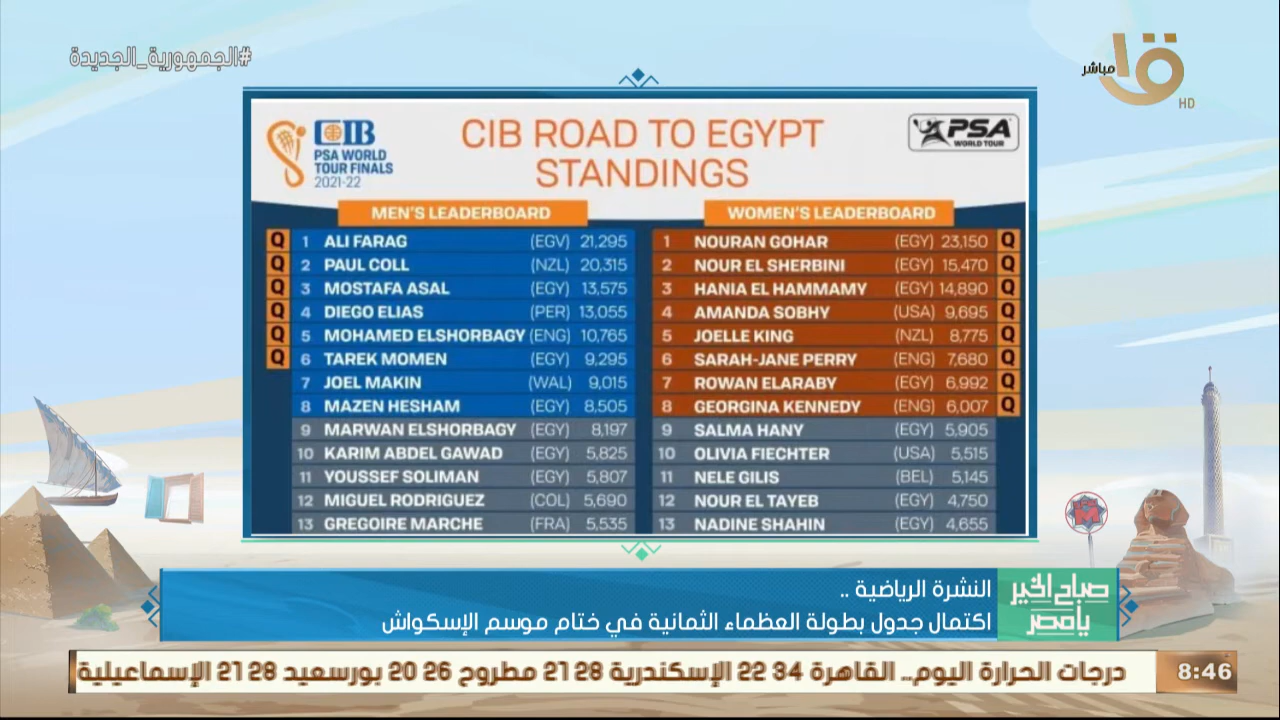 #الجمهورية_الجديدة
مباشر
HD
CIB
PSA WORLD
TOUR FINALS
2021-22
CIB ROAD TO EGYPT
STANDINGS
PSA
WORLD TOUR
MEN'S LEADERBOARD
Q 1 ALI FARAG (EGV) 21,295
Q 2 PAUL COLL (NZL) 20,315
Q 3 MOSTAFA ASAL (EGY) 13,575
Q 4 DIEGO ELIAS (PER) 13,055
Q 5 MOHAMED ELSHORBAGY (ENG) 10,765
Q 6 TAREK MOMEN (EGY) 9,295
7 JOEL MAKIN (WAL) 9,015
8 MAZEN HESHAM (EGY) 8,505
9 MARWAN ELSHORBAGY (EGY) 8,197
10 KARIM ABDEL GAWAD (EGY) 5,825
11 YOUSSEF SOLIMAN (EGY) 5,807
12 MIGUEL RODRIGUEZ (COL) 5,690
13 GREGOIRE MARCHE (FRA) 5,535
WOMEN'S LEADERBOARD
1 NOURAN GOHAR (EGY) 23,150 Q
2 NOUR EL SHERBINI (EGY) 15,470 Q
3 HANIA EL HAMMAMY (EGY) 14,890 Q
4 AMANDA SOBHY (USA) 9,695 Q
5 JOELLE KING (NZL) 8,775 Q
6 SARAH-JANE PERRY (ENG) 7,680 Q
7 ROWAN ELARABY (EGY) 6,992 Q
8 GEORGINA KENNEDY (ENG) 6,007 Q
9 SALMA HANY (EGY) 5,905
10 OLIVIA FIECHTER (USA) 5,515
11 NELE GILIS (BEL) 5,145
12 NOUR EL TAYEB (EGY) 4,750
13 NADINE SHAHIN (EGY) 4,655
صباح الخير
يا مصر
النشرة الرياضية ..
اكتمال جدول بطولة العظماء الثمانية في ختام موسم الإسكواش
درجات الحرارة اليوم.. القاهرة 34 22 الإسكندرية 28 21 مطروح 26 20 بورسعيد 28 21 الإسماعيلية
8:46